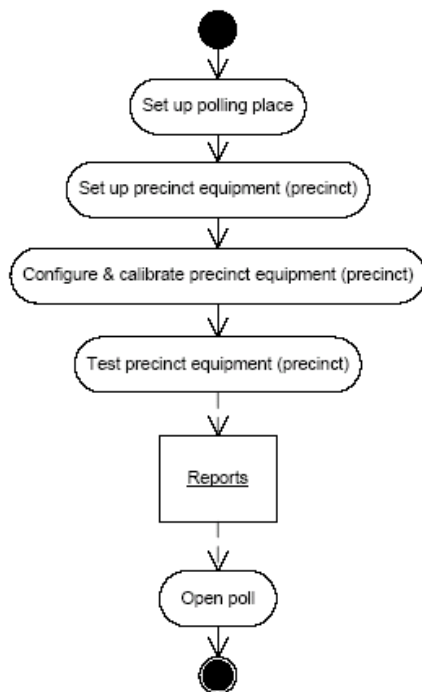 Set up polling place
Set up precinct equipment (precinct)
Configure & calibrate precinct equipment (precinct)
Test precinct equipment (precinct)
Reports
Open poll